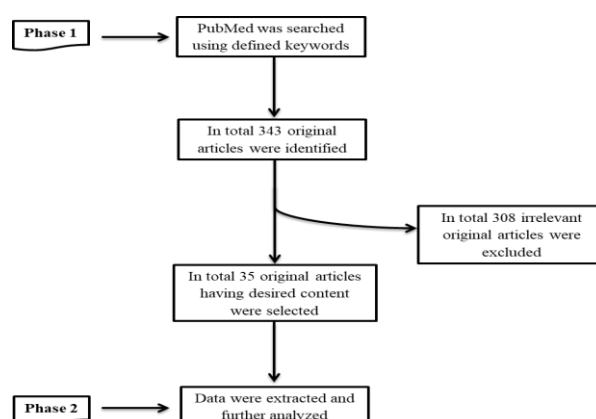 Phase 1
PubMed was searched
using defined keywords
In total 343 original
articles were identified
In total 308 irrelevant
original articles were
excluded
In total 35 original articles
having desired content
were selected
Phase 2
Data were extracted and
further analyzed